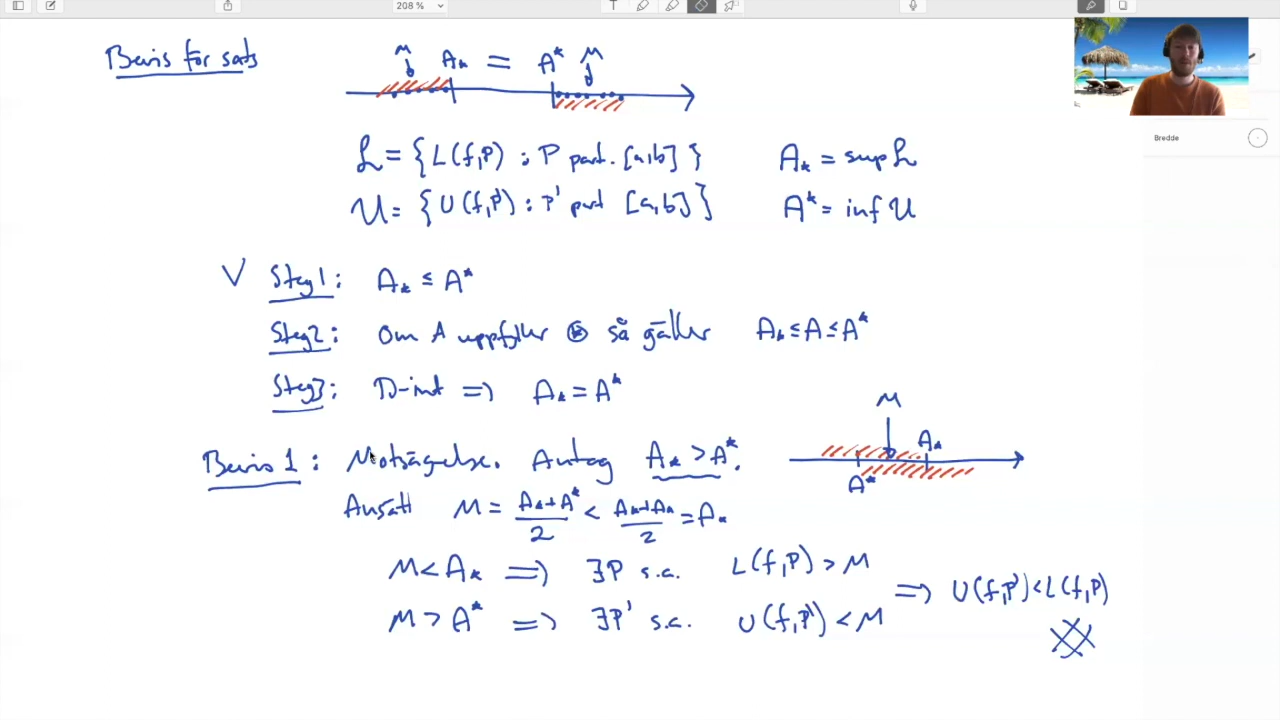 208 %
Bevis för sats
M A* = A* M
L = { L(f,P) : P part. [a,b] } A* = sup L
U = { U(f,P') : P' part [a,b] } A* = inf U
Bredde
V Steg 1: A* ≤ A*
Steg 2: Om A uppfyller ⊛ så gäller A* ≤ A ≤ A*
Steg 3: D-int ⇒ A* = A*
M
A*
A*
Bevis 1: Motsägelse. Antag A* > A*.
Ansätt M = (A* + A*)/2 < (A* + A*)/2 = A*
M < A* ⇒ ∃P s.a. L(f,P) > M
M > A* ⇒ ∃P' s.a. U(f,P') < M
⇒ U(f,P') < L(f,P)